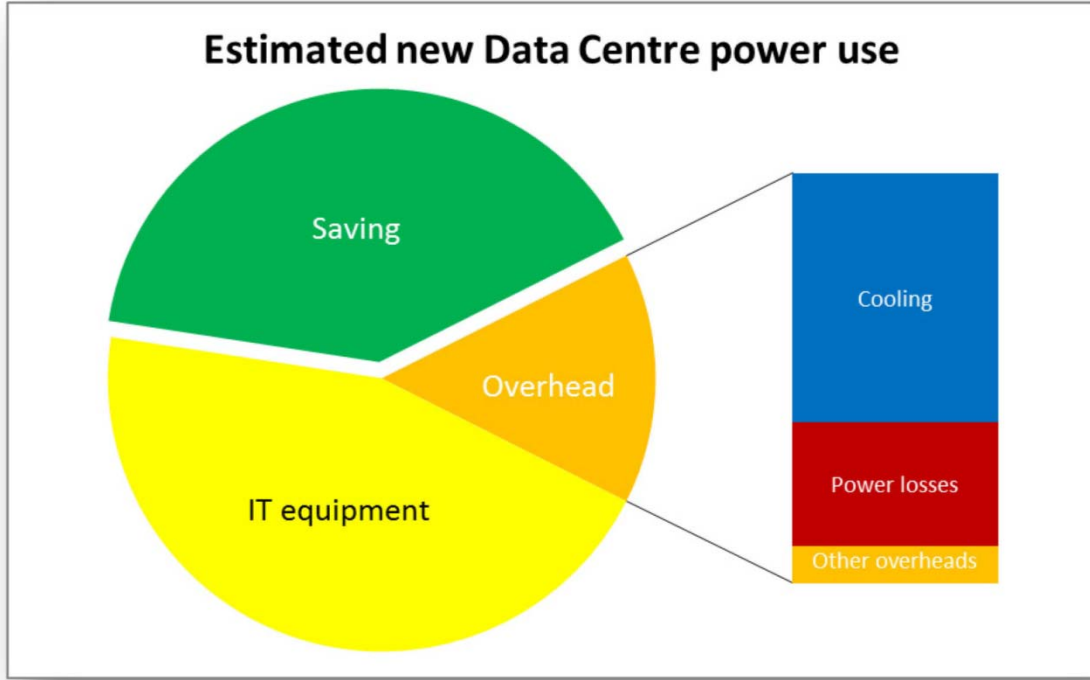 Estimated new Data Centre power use
Saving
Overhead
IT equipment
Cooling
Power losses
Other overheads